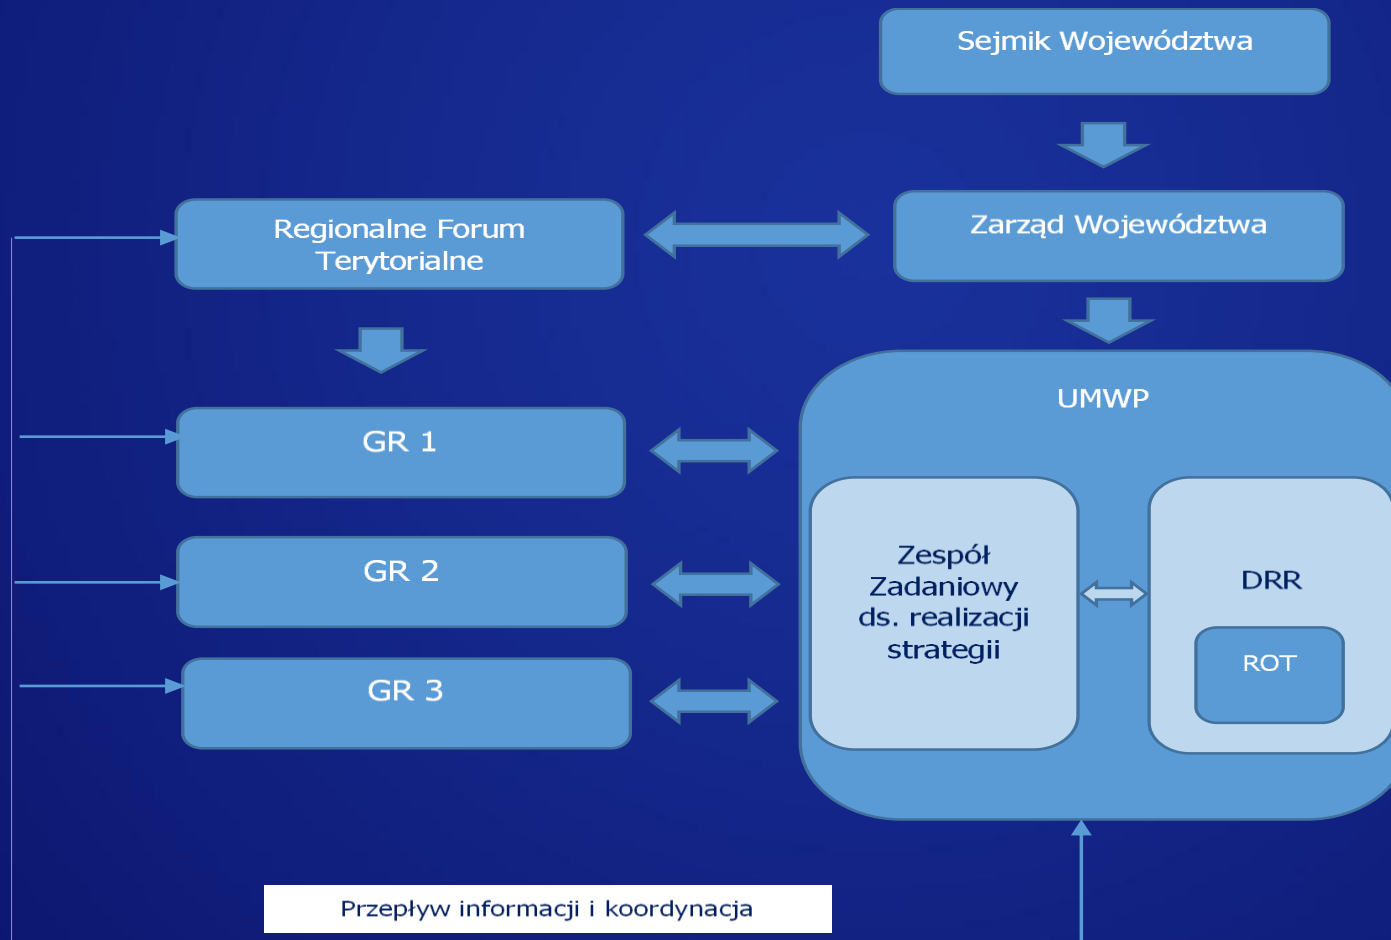 Sejmik Województwa
Regionalne Forum
Terytorialne
Zarząd Województwa
GR 1
GR 2
GR 3
UMWP
Zespół
Zadaniowy
ds. realizacji
strategii
DRR
ROT
Przepływ informacji i koordynacja